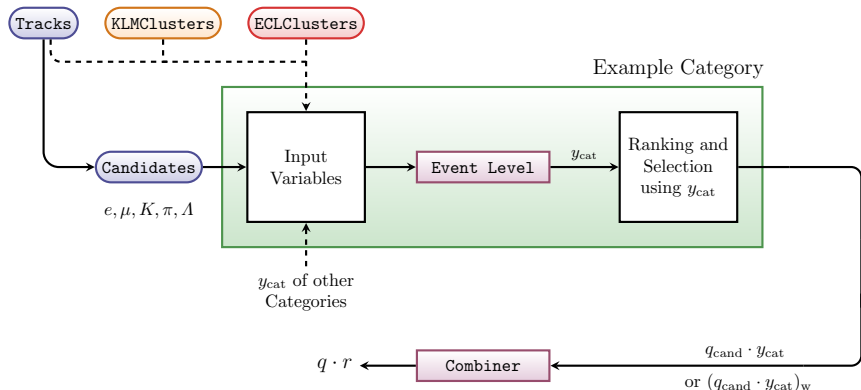 Tracks
KLMClusters
ECLClusters
Example Category
Candidates
e, μ, K, π, Λ
Input
Variables
Event Level
y_cat
Ranking and
Selection
using y_cat
y_cat of other
Categories
q · r
Combiner
q_cand · y_cat
or (q_cand · y_cat)_w